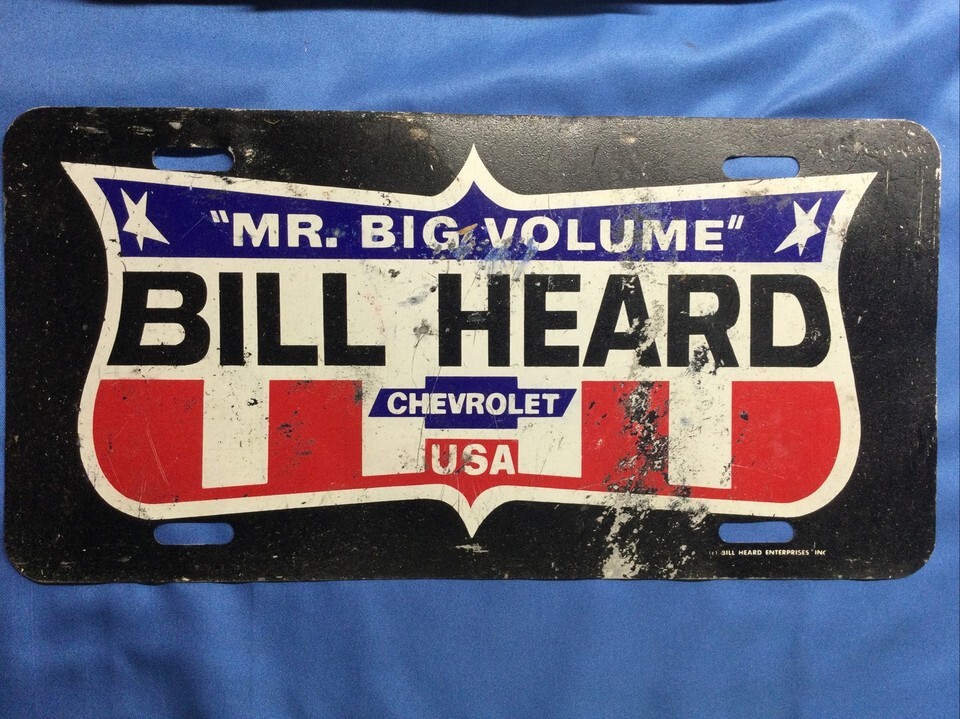 "MR. BIG VOLUME"
BILL HEARD
CHEVROLET
USA
BILL HEARD ENTERPRISES INC